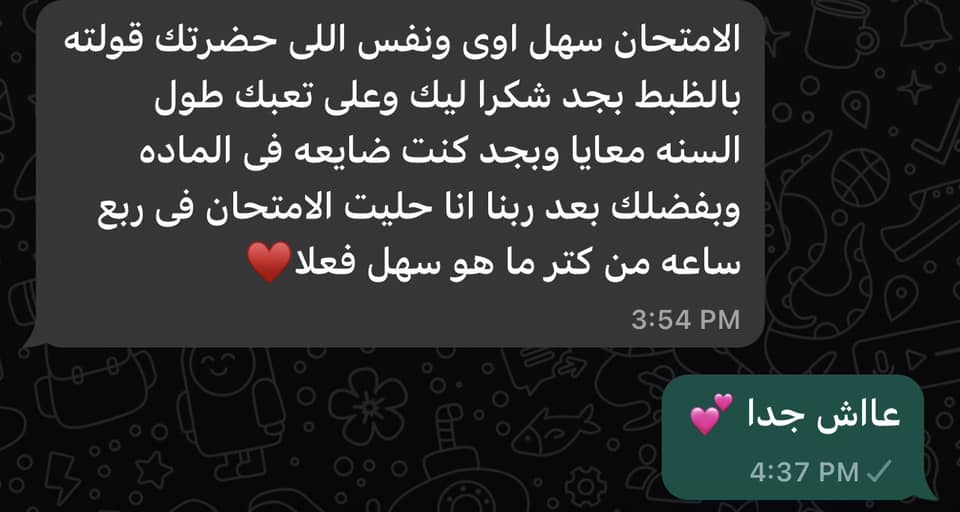 الامتحان سهل اوى ونفس اللى حضرتك قولته
بالظبط بجد شكرا ليك وعلى تعبك طول
السنه معايا وبجد كنت ضايعه فى الماده
وبفضلك بعد ربنا انا حليت الامتحان فى ربع
ساعه من كتر ما هو سهل فعلا♥️
3:54 PM
عااش جدا 💕
4:37 PM